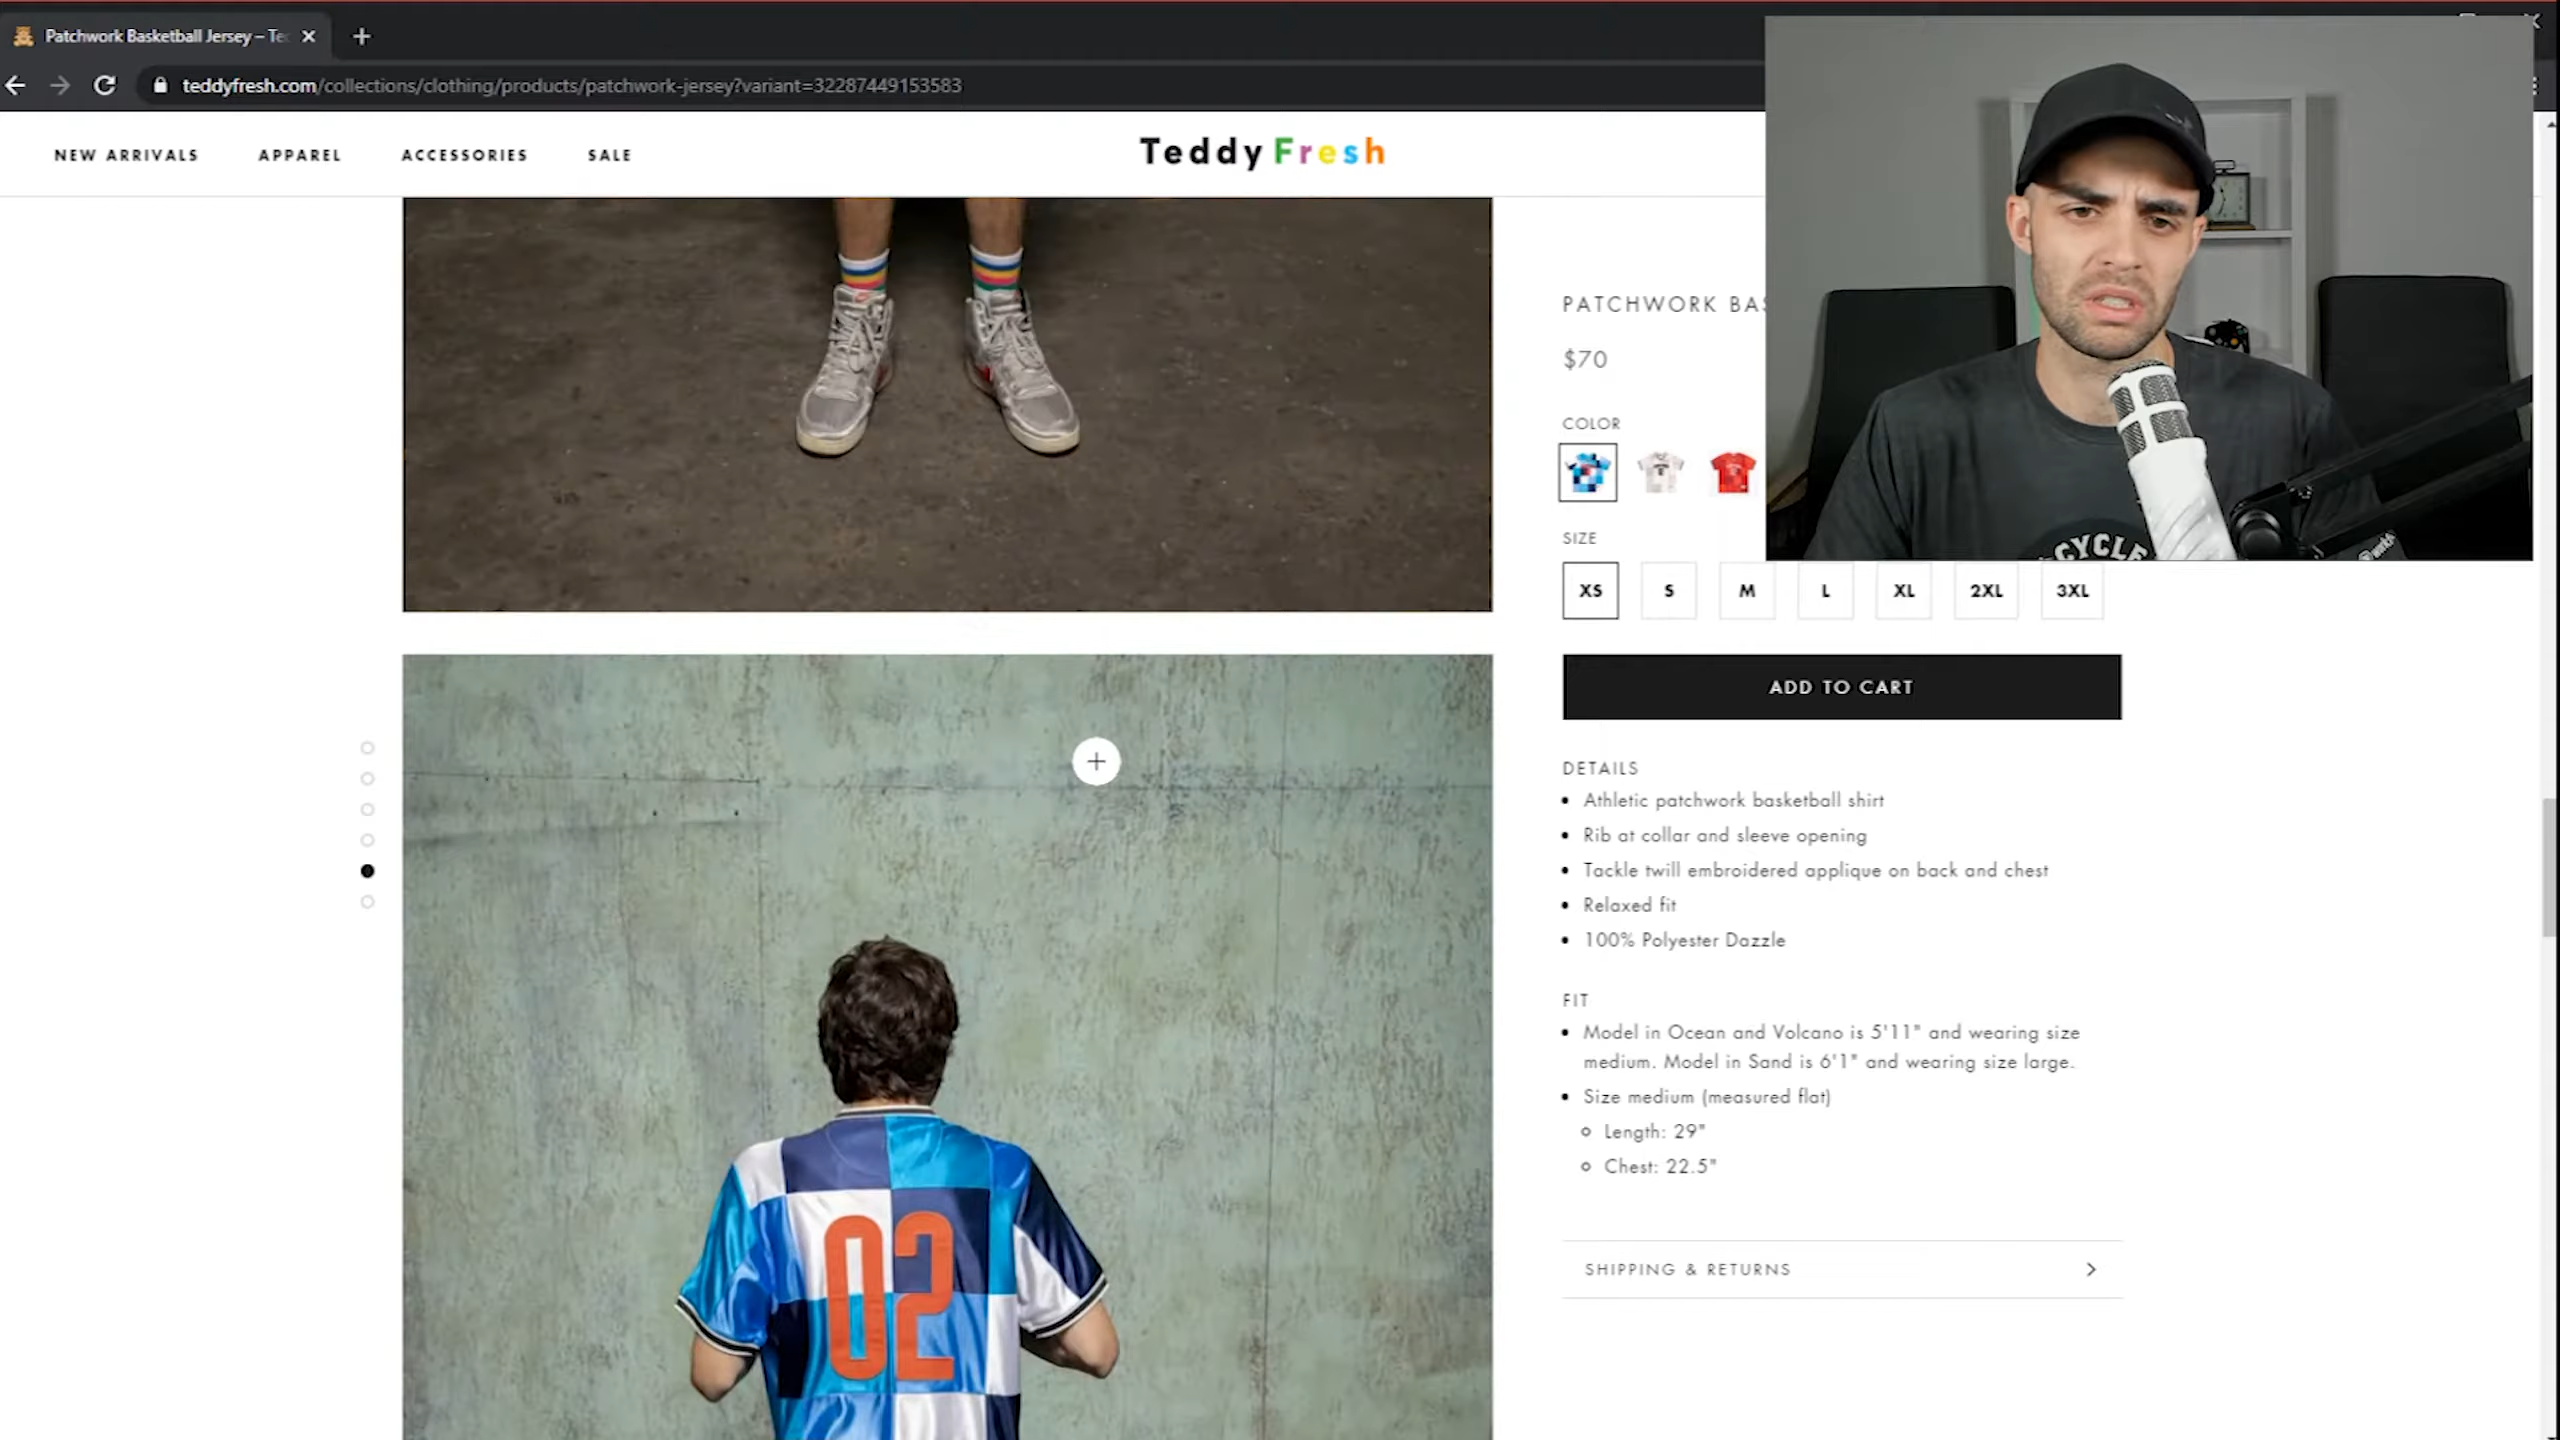 Patchwork Basketball Jersey – Te
teddyfresh.com/collections/clothing/products/patchwork-jersey?variant=32287449153583
NEW ARRIVALS
APPAREL
ACCESSORIES
SALE
Teddy Fresh
PATCHWORK BAS
$70
COLOR
CYCLE
SIZE
XS
S
M
L
XL
2XL
3XL
ADD TO CART
DETAILS
Athletic patchwork basketball shirt
Rib at collar and sleeve opening
Tackle twill embroidered applique on back and chest
Relaxed fit
100% Polyester Dazzle
FIT
Model in Ocean and Volcano is 5'11" and wearing size
medium. Model in Sand is 6'1" and wearing size large.
Size medium (measured flat)
Length: 29"
Chest: 22.5"
02
SHIPPING & RETURNS